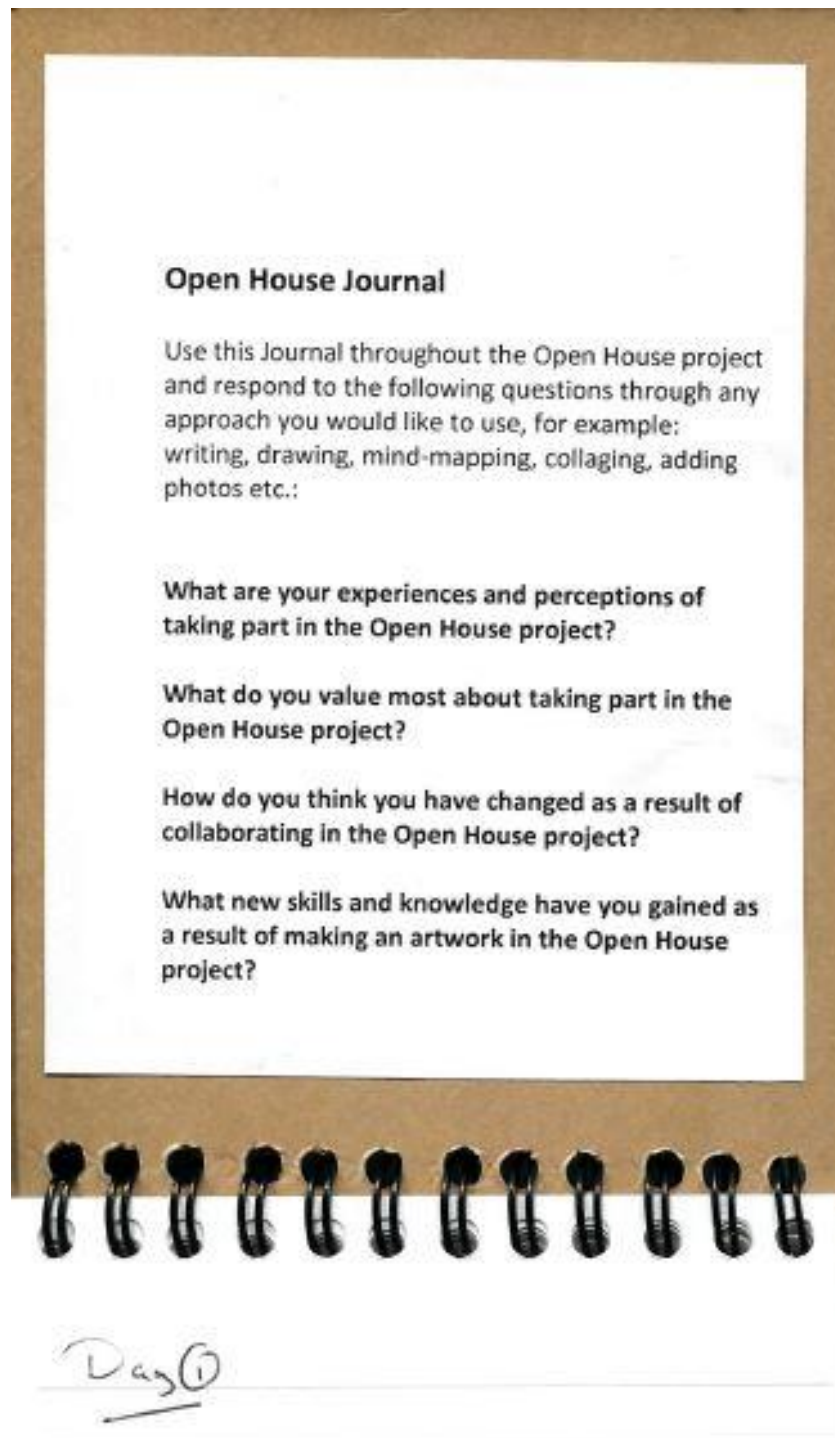 Open House Journal
Use this Journal throughout the Open House project
and respond to the following questions through any
approach you would like to use, for example:
writing, drawing, mind-mapping, collaging, adding
photos etc.:
What are your experiences and perceptions of
taking part in the Open House project?
What do you value most about taking part in the
Open House project?
How do you think you have changed as a result of
collaborating in the Open House project?
What new skills and knowledge have you gained as
a result of making an artwork in the Open House
project?
Day ①